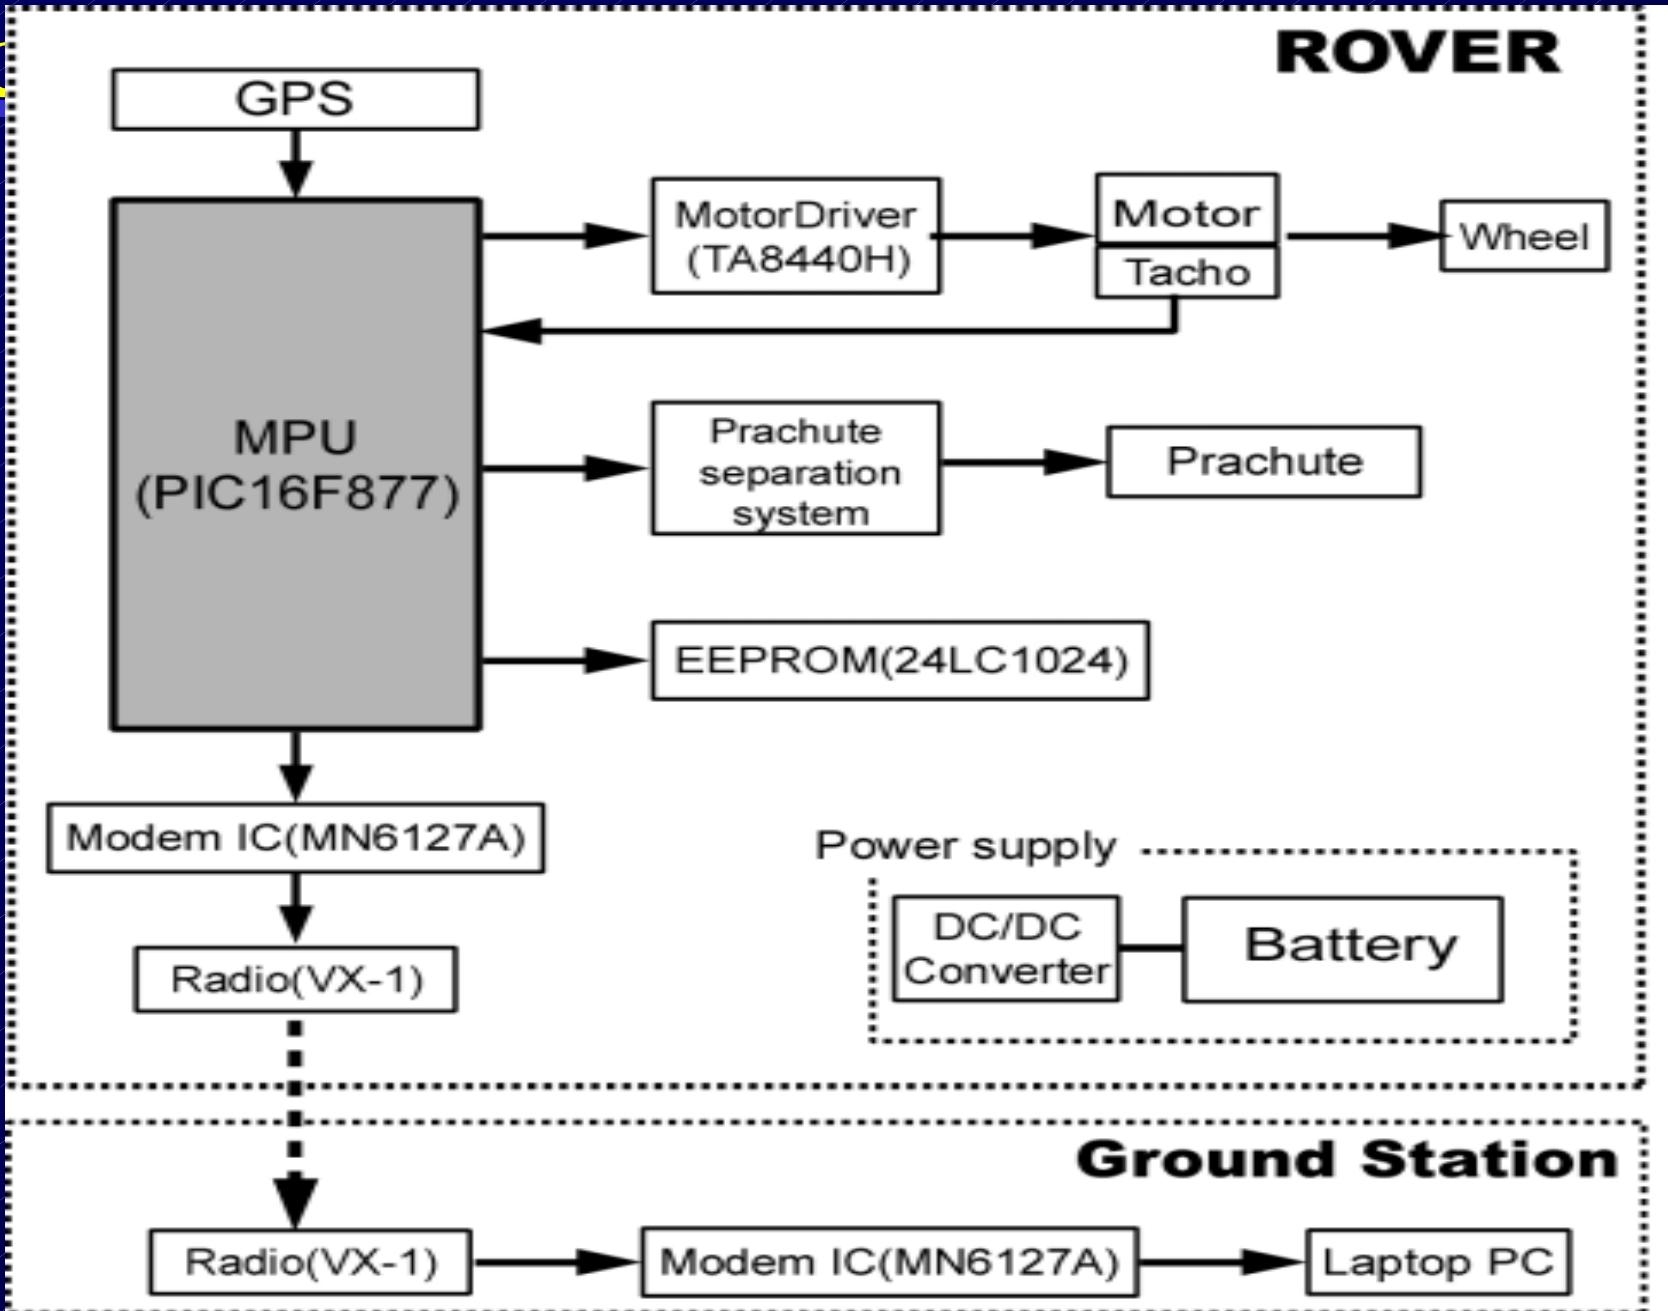 ROVER
GPS
MotorDriver
(TA8440H)
Motor
Tacho
Wheel
MPU
(PIC16F877)
Prachute
separation
system
Prachute
EEPROM(24LC1024)
Modem IC(MN6127A)
Radio(VX-1)
Power supply
DC/DC
Converter
Battery
Ground Station
Radio(VX-1)
Modem IC(MN6127A)
Laptop PC